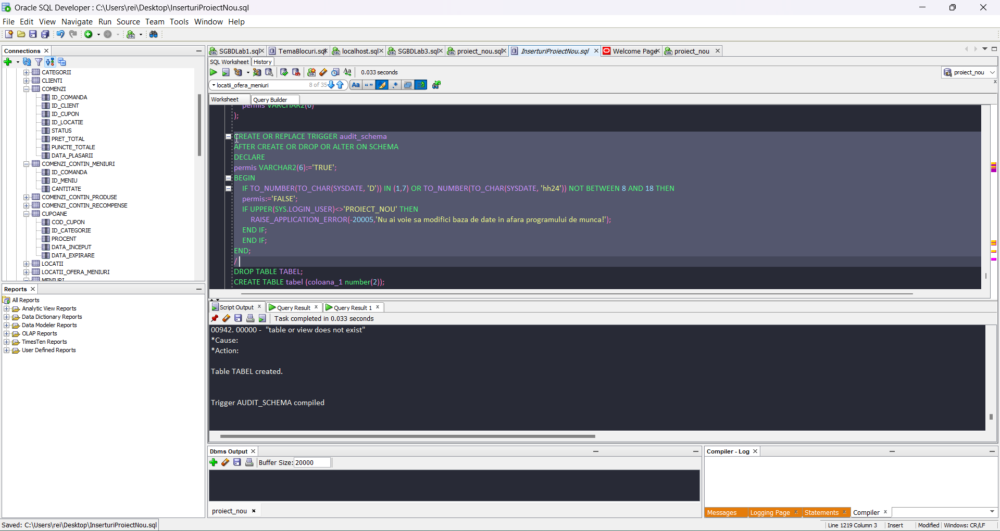 Oracle SQL Developer : C:\Users\rei\Desktop\InserturiProiectNou.sql
File Edit View Navigate Run Source Team Tools Window Help
Connections
CATEGORII
CLIENTI
COMENZI
ID_COMANDA
ID_CLIENT
ID_CUPON
ID_LOCATIE
STATUS
PRET_TOTAL
PUNCTE_TOTALE
DATA_PLASARII
COMENZI_CONTIN_MENIURI
ID_COMANDA
ID_MENIU
CANTITATE
COMENZI_CONTIN_PRODUSE
COMENZI_CONTIN_RECOMPENSE
CUPOANE
COD_CUPON
ID_CATEGORIE
PROCENT
DATA_INCEPUT
DATA_EXPIRARE
LOCATII
LOCATII_OFERA_MENIURI
MENIURI
Reports
All Reports
Analytic View Reports
Data Dictionary Reports
Data Modeler Reports
OLAP Reports
TimesTen Reports
User Defined Reports
SGBDLab1.sql TemaBlocuri.sql localhost.sql SGBDLab3.sql proiect_nou.sql InserturiProiectNou.sql Welcome Page proiect_nou
SQL Worksheet History
0.033 seconds
proiect_nou
locatii_ofera_meniuri 8 of 35 Aa “ ” .*
Worksheet Query Builder
permis VARCHAR2(6)
);
CREATE OR REPLACE TRIGGER audit_schema
AFTER CREATE OR DROP OR ALTER ON SCHEMA
DECLARE
permis VARCHAR2(6):='TRUE';
BEGIN
IF TO_NUMBER(TO_CHAR(SYSDATE, 'D')) IN (1,7) OR TO_NUMBER(TO_CHAR(SYSDATE, 'hh24')) NOT BETWEEN 8 AND 18 THEN
permis:='FALSE';
IF UPPER(SYS.LOGIN_USER)<>'PROIECT_NOU' THEN
RAISE_APPLICATION_ERROR(-20005,'Nu ai voie sa modifici baza de date in afara programului de munca!');
END IF;
END IF;
END;
/
DROP TABLE TABEL;
CREATE TABLE tabel (coloana_1 number(2));
Script Output Query Result Query Result 1
Task completed in 0.033 seconds
00942. 00000 - "table or view does not exist"
*Cause:
*Action:
Table TABEL created.
Trigger AUDIT_SCHEMA compiled
Dbms Output
Buffer Size: 20000
proiect_nou
Compiler - Log
Messages Logging Page Statements Compiler
Saved: C:\Users\rei\Desktop\InserturiProiectNou.sql
Line 1219 Column 3 Insert Modified Windows: CR/LF